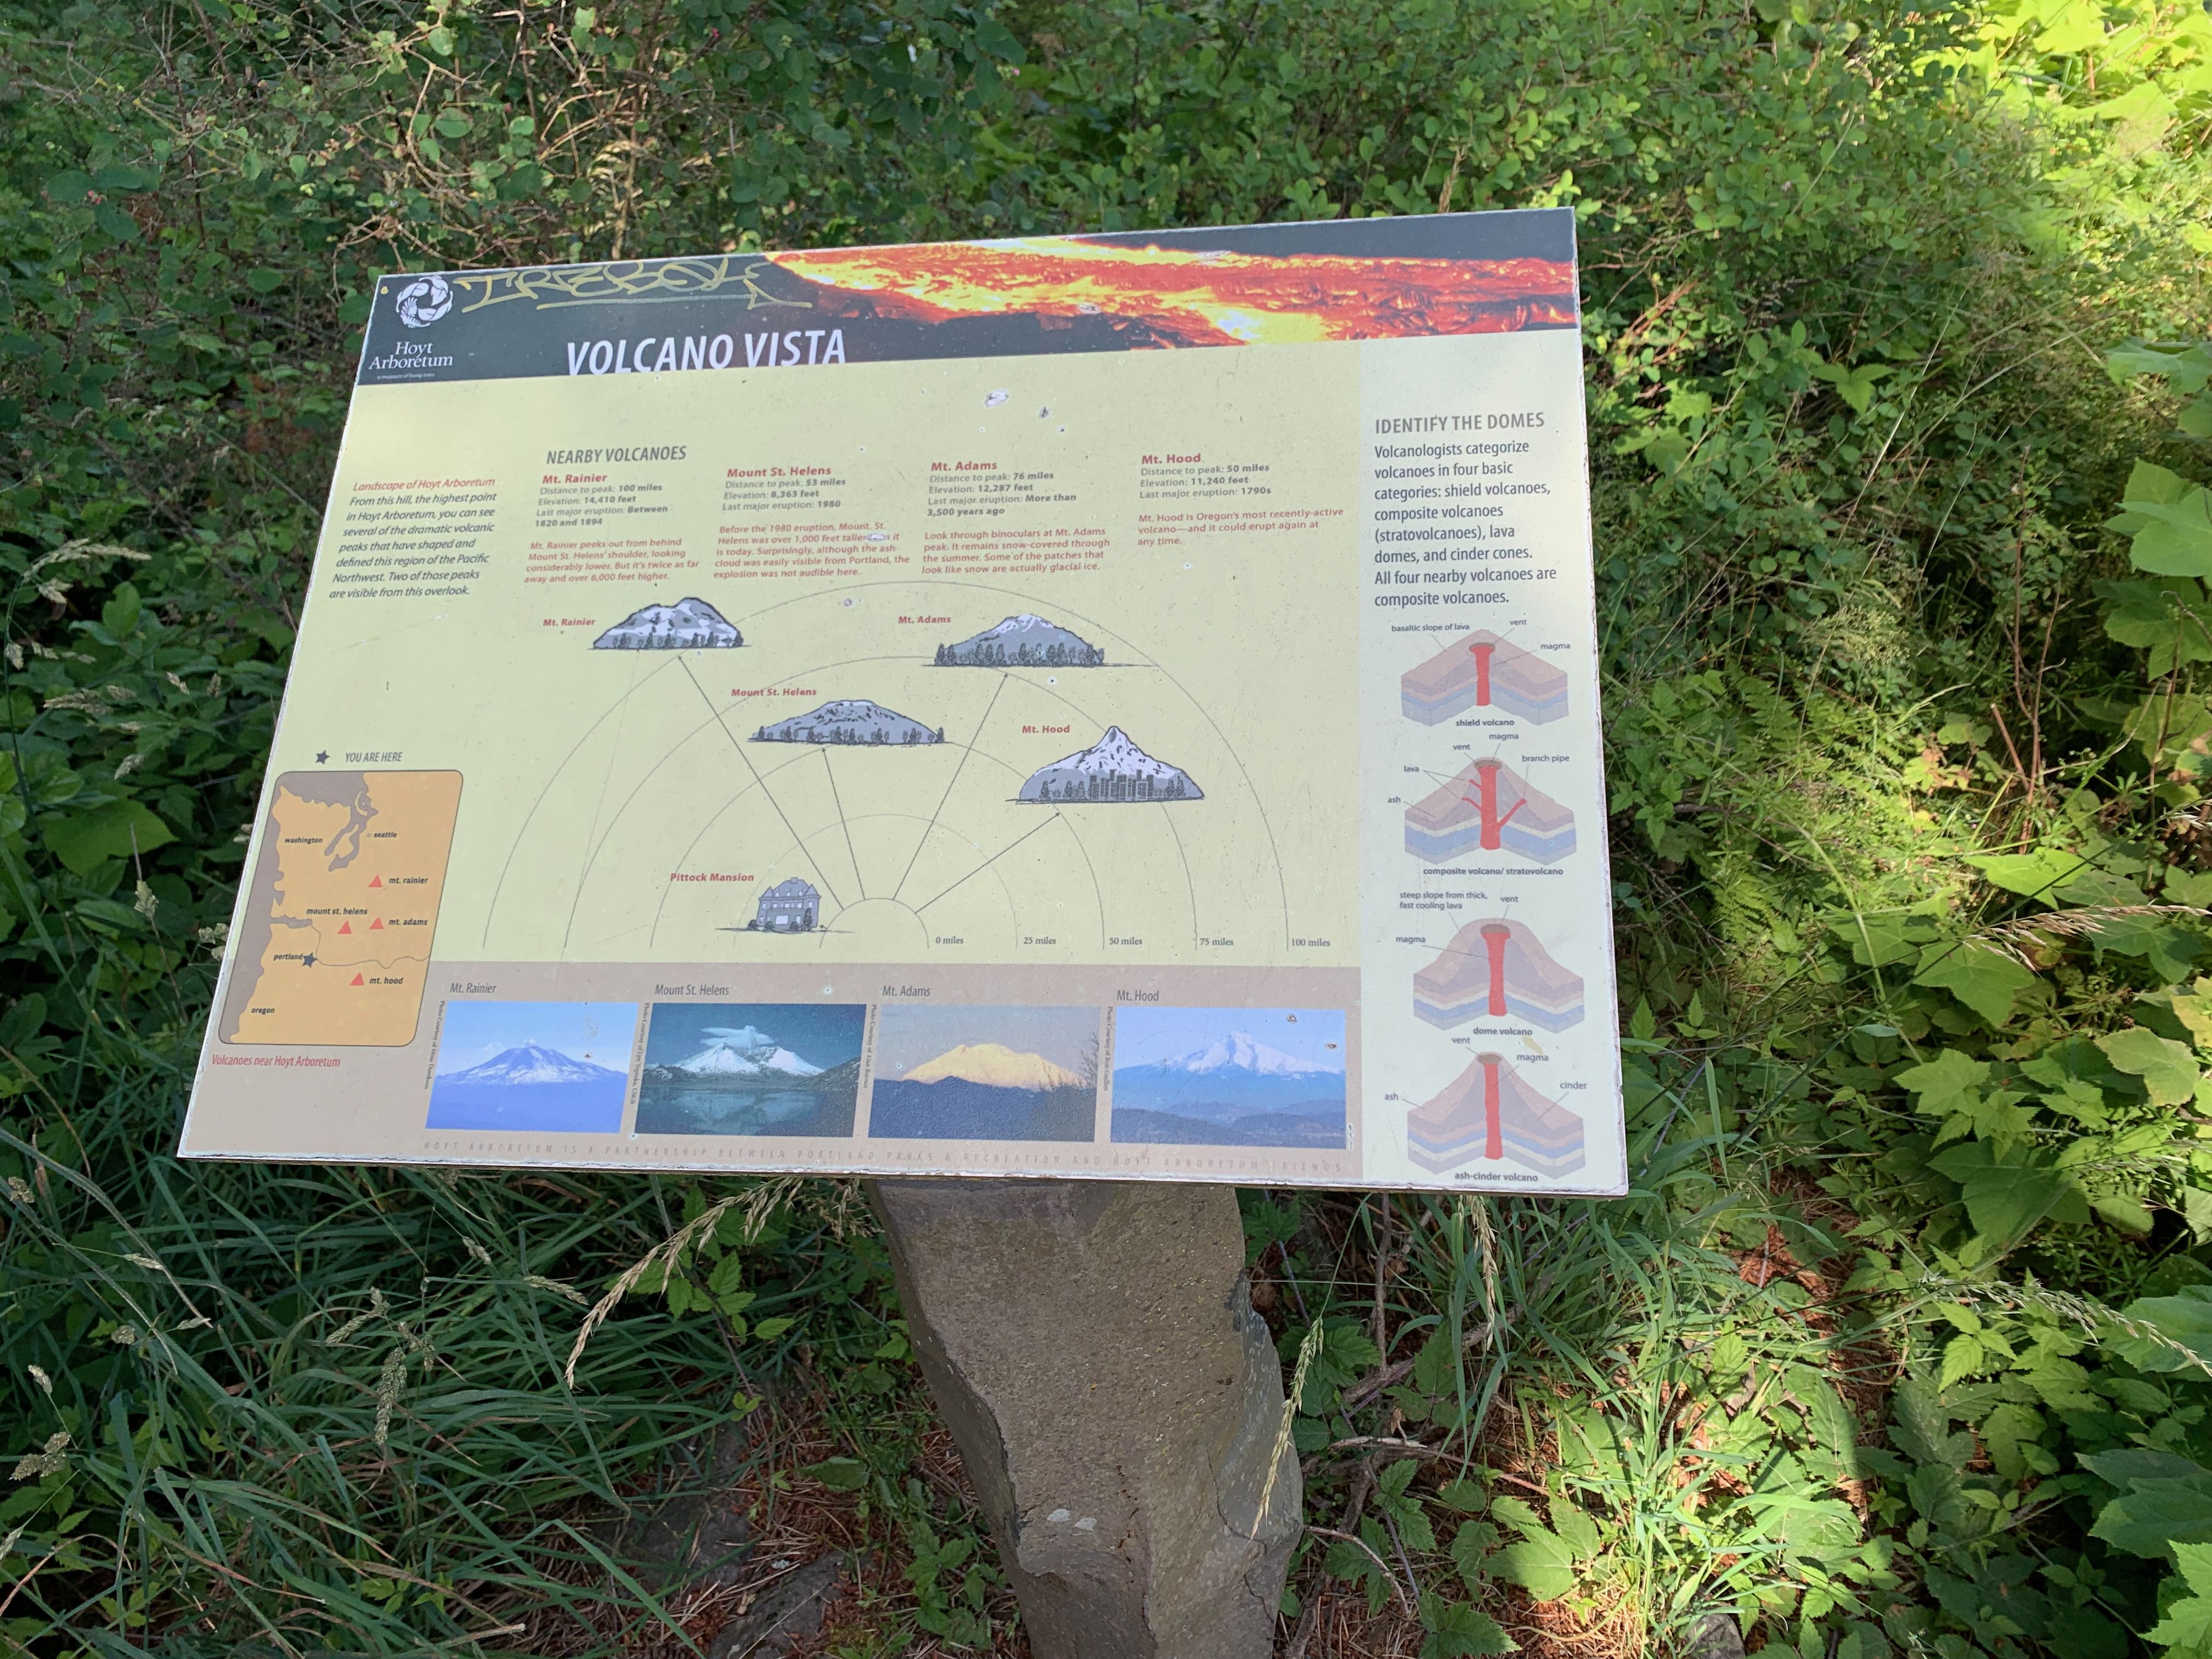 Hoyt
Arboretum
VOLCANO VISTA
Landscape of Hoyt Arboretum
From this hill, the highest point
in Hoyt Arboretum, you can see
several of the dramatic volcanic
peaks that have shaped and
defined this region of the Pacific
Northwest. Two of those peaks
are visible from this overlook.
NEARBY VOLCANOES
Mt. Rainier
Distance to peak: 100 miles
Elevation: 14,410 feet
Last major eruption: Between
1820 and 1894
Mt. Rainier peeks out from behind
Mount St. Helens' shoulder, looking
considerably lower. But it's twice as far
away and over 6,000 feet higher.
Mount St. Helens
Distance to peak: 53 miles
Elevation: 8,363 feet
Last major eruption: 1980
Before the 1980 eruption, Mount. St.
Helens was over 1,000 feet taller it
is today. Surprisingly, although the ash
cloud was easily visible from Portland, the
explosion was not audible here.
Mt. Adams
Distance to peak: 76 miles
Elevation: 12,287 feet
Last major eruption: More than
3,500 years ago
Look through binoculars at Mt. Adams
peak. It remains snow-covered through
the summer. Some of the patches that
look like snow are actually glacial ice.
Mt. Hood
Distance to peak: 50 miles
Elevation: 11,240 feet
Last major eruption: 1790s
Mt. Hood is Oregon's most recently-active
volcano—and it could erupt again at
any time.
Mt. Rainier
Mt. Adams
Mount St. Helens
Mt. Hood
Pittock Mansion
0 miles
25 miles
50 miles
75 miles
100 miles
YOU ARE HERE
washington
seattle
mt. rainier
mount st. helens
mt. adams
portland
mt. hood
oregon
Volcanoes near Hoyt Arboretum
Mt. Rainier
Mount St. Helens
Mt. Adams
Mt. Hood
HOYT ARBORETUM IS A PARTNERSHIP BETWEEN PORTLAND PARKS & RECREATION AND HOYT ARBORETUM FRIENDS
IDENTIFY THE DOMES
Volcanologists categorize
volcanoes in four basic
categories: shield volcanoes,
composite volcanoes
(stratovolcanoes), lava
domes, and cinder cones.
All four nearby volcanoes are
composite volcanoes.
basaltic slope of lava
vent
magma
shield volcano
magma
vent
branch pipe
lava
ash
composite volcano/ stratovolcano
steep slope from thick,
fast cooling lava
vent
magma
dome volcano
vent
magma
cinder
ash
ash-cinder volcano